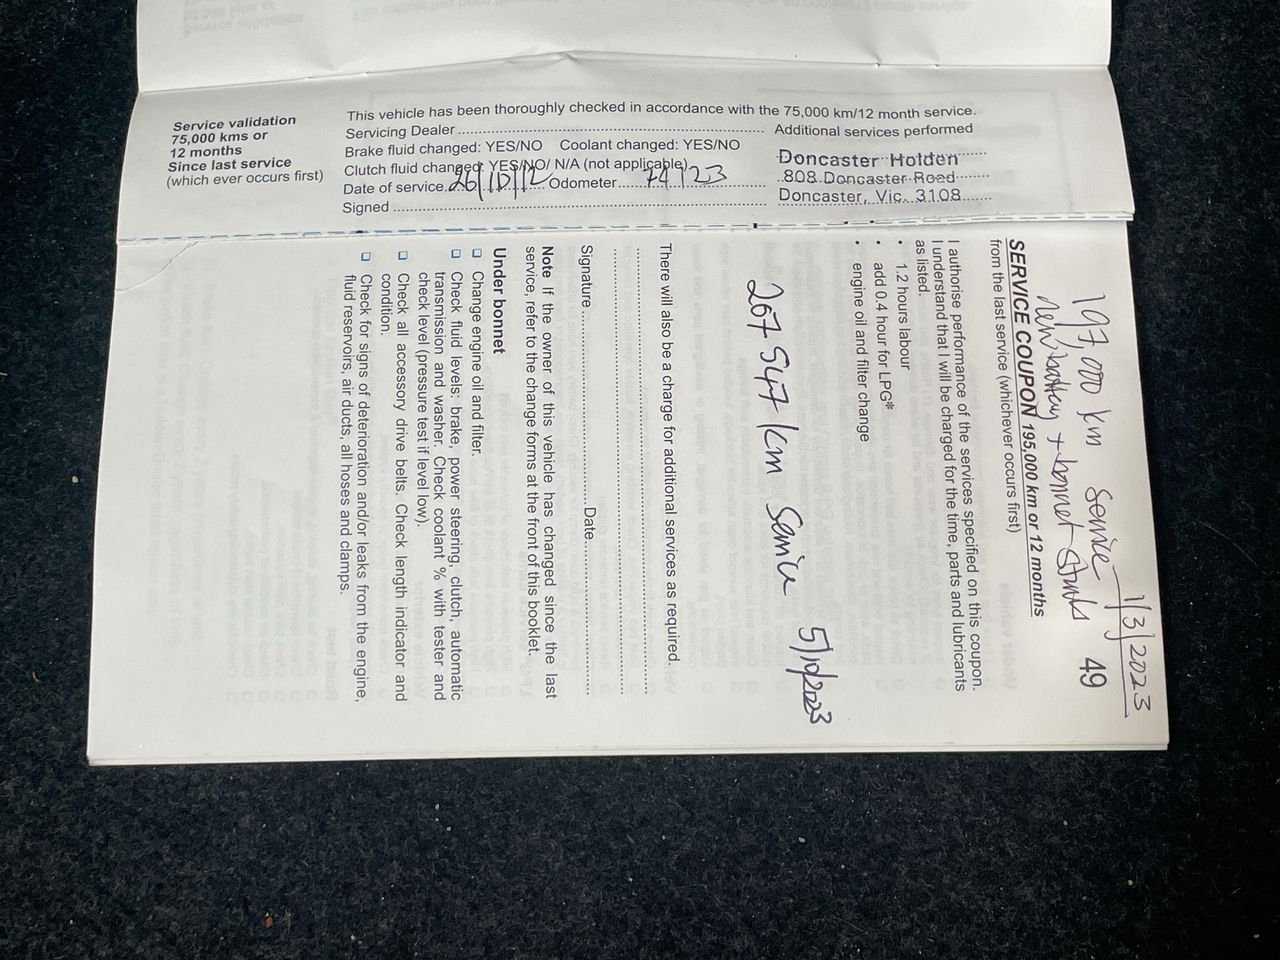 Service validation
75,000 kms or
12 months
Since last service
(which ever occurs first)
This vehicle has been thoroughly checked in accordance with the 75,000 km/12 month service.
Servicing Dealer
Additional services performed
Brake fluid changed: YES/NO Coolant changed: YES/NO
Clutch fluid changed: YES/NO/ N/A (not applicable)
Date of service 26/10/12 Odometer 74123
Signed
Doncaster Holden
808 Doncaster Road
Doncaster, Vic. 3108
1/3/2023
197,000 km service
new battery + bonnet struts
49
SERVICE COUPON 195,000 km or 12 months
from the last service (whichever occurs first)
I authorise performance of the services specified on this coupon.
I understand that I will be charged for the time, parts and lubricants
as listed.
• 1.2 hours labour
• add 0.4 hour for LPG*
• engine oil and filter change
207547 km Service 5/10/2023
There will also be a charge for additional services as required.
Signature Date
Note If the owner of this vehicle has changed since the last
service, refer to the change forms at the front of this booklet.
Under bonnet
❑ Change engine oil and filter.
❑ Check fluid levels: brake, power steering, clutch, automatic
transmission and washer. Check coolant % with tester and
check level (pressure test if level low).
❑ Check all accessory drive belts. Check length indicator and
condition.
❑ Check for signs of deterioration and/or leaks from the engine,
fluid reservoirs, air ducts, all hoses and clamps.